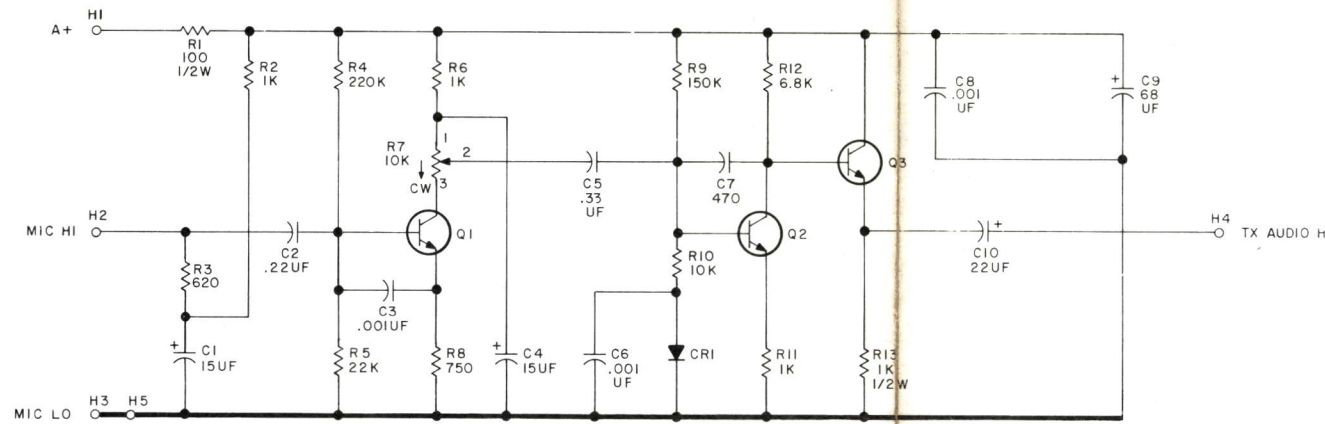 H1
A+
R1
100
1/2W
R2
1K
R4
220K
R6
1K
R9
150K
R12
6.8K
C8
.001
UF
+
C9
68
UF
R7
10K
CW
1
2
3
C5
.33
UF
C7
470
Q3
H2
MIC HI
C2
.22UF
Q1
Q2
H4
TX AUDIO H
+
C10
22UF
R3
620
R10
10K
C3
.001UF
+
C1
15UF
R5
22K
R8
750
+
C4
15UF
C6
.001
UF
CR1
R11
1K
R13
1K
1/2W
H3
H5
MIC LO